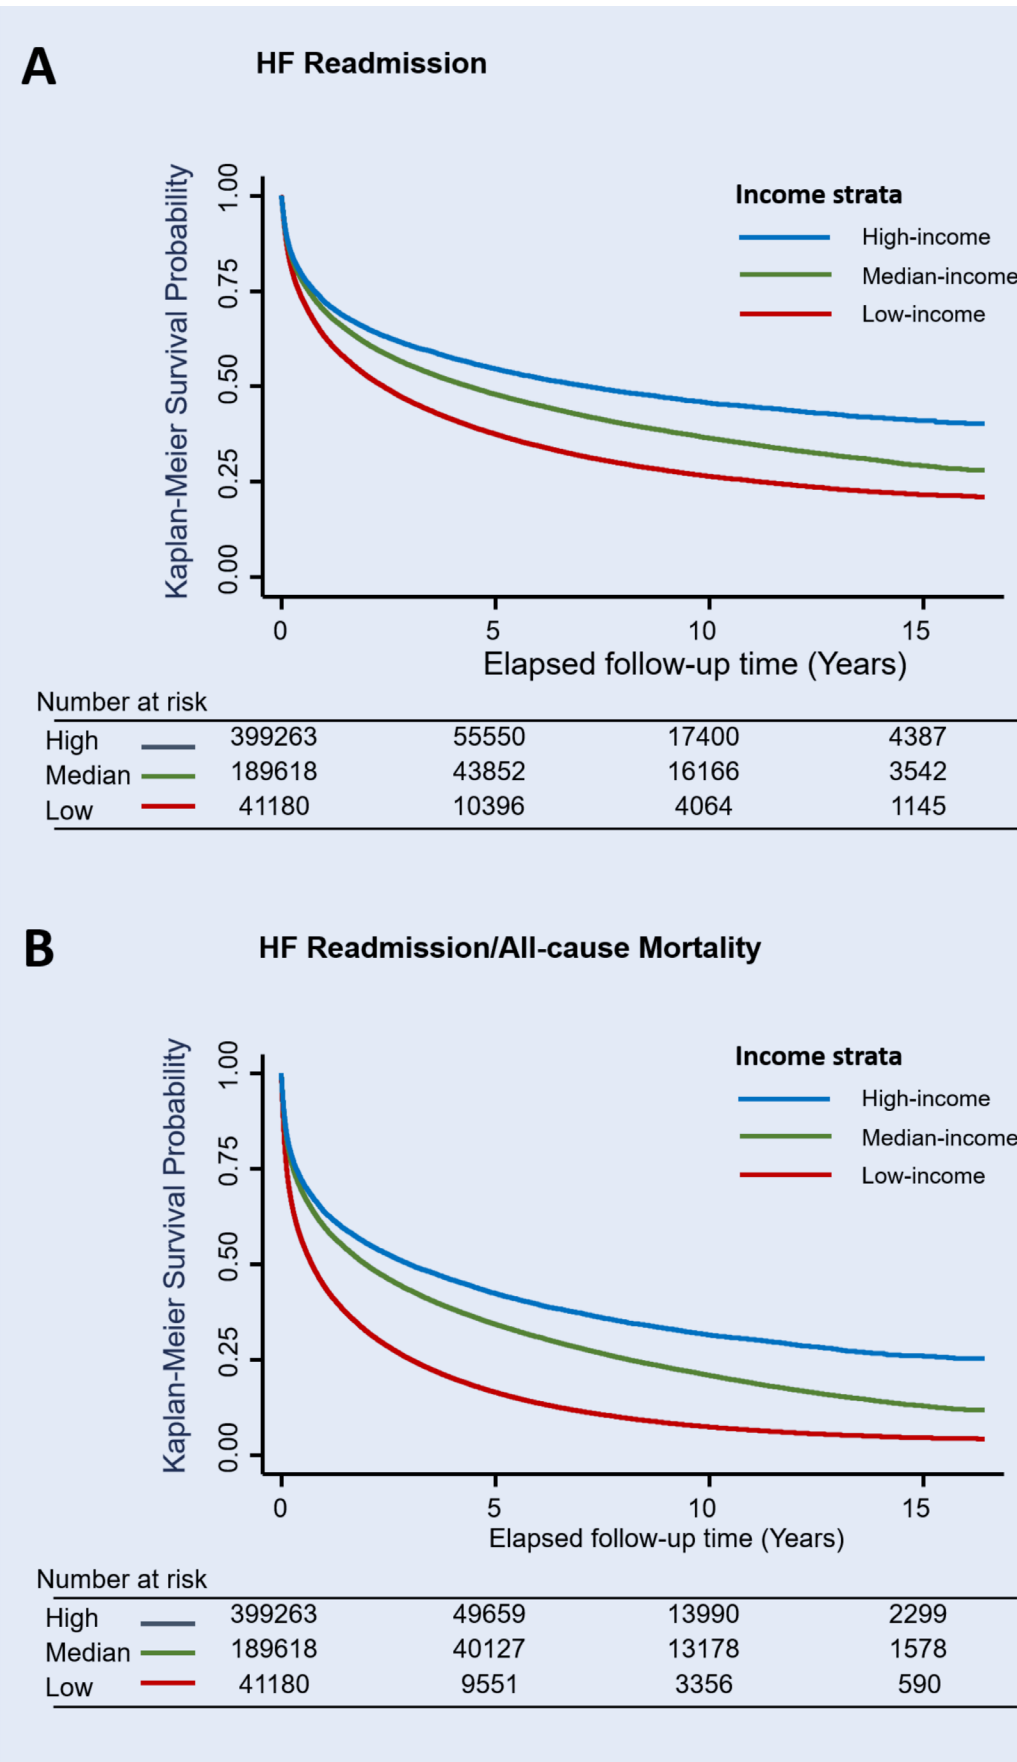 A
HF Readmission
Kaplan-Meier Survival Probability
1.00
0.75
0.50
0.25
0.00
Income strata
High-income
Median-income
Low-income
0 5 10 15
Elapsed follow-up time (Years)
Number at risk
High 399263 55550 17400 4387
Median 189618 43852 16166 3542
Low 41180 10396 4064 1145
B
HF Readmission/All-cause Mortality
Kaplan-Meier Survival Probability
1.00
0.75
0.50
0.25
0.00
Income strata
High-income
Median-income
Low-income
0 5 10 15
Elapsed follow-up time (Years)
Number at risk
High 399263 49659 13990 2299
Median 189618 40127 13178 1578
Low 41180 9551 3356 590